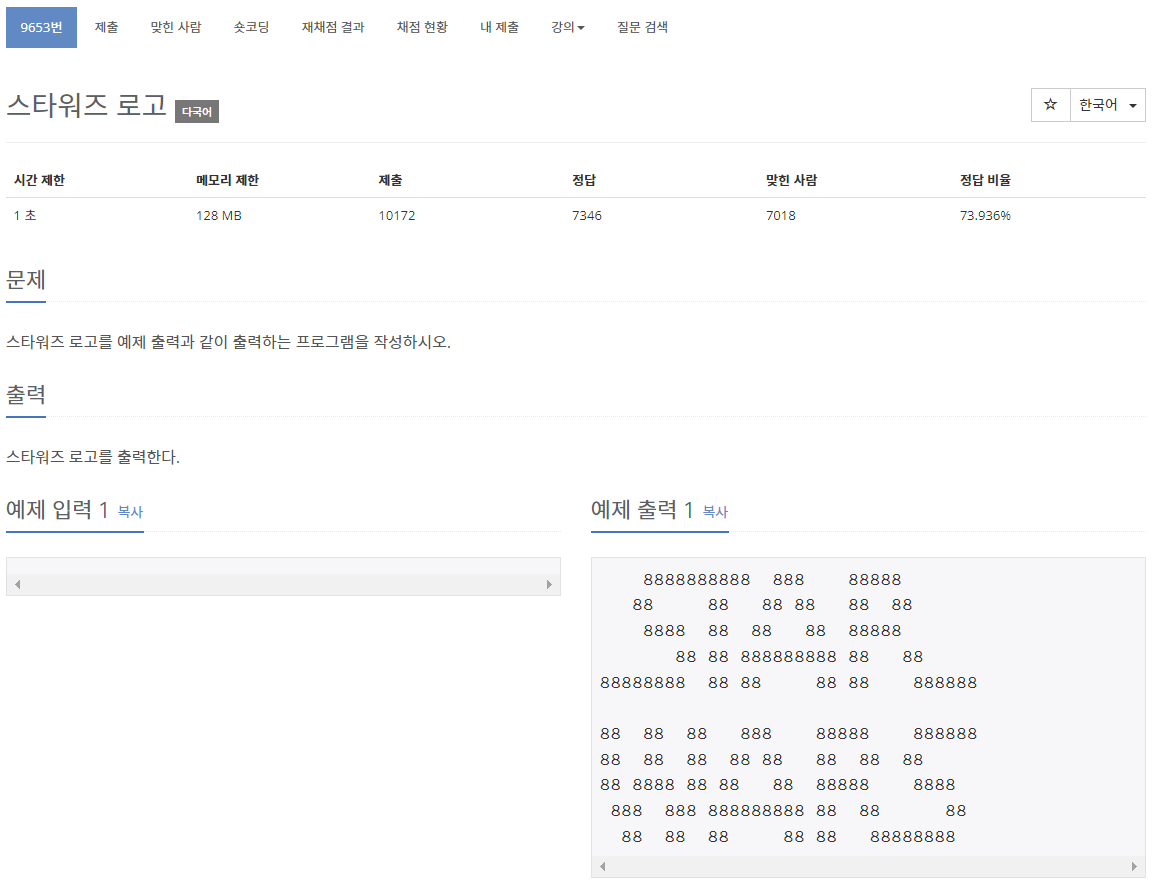 9653번 제출 맞힌 사람 숏코딩 재채점 결과 채점 현황 내 제출 강의 질문 검색
스타워즈 로고 다국어
☆ 한국어
시간 제한 메모리 제한 제출 정답 맞힌 사람 정답 비율
1 초 128 MB 10172 7346 7018 73.936%
문제
스타워즈 로고를 예제 출력과 같이 출력하는 프로그램을 작성하시오.
출력
스타워즈 로고를 출력한다.
예제 입력 1 복사
예제 출력 1 복사
    8888888888  888    88888
   88     88   88 88   88  88
    8888  88  88   88  88888
       88 88 888888888 88   88
88888888  88 88     88 88    888888

88  88  88   888    88888    888888
88  88  88  88 88   88  88  88
88 8888 88 88   88  88888    8888
 888  888 888888888 88  88      88
  88  88  88     88 88   88888888